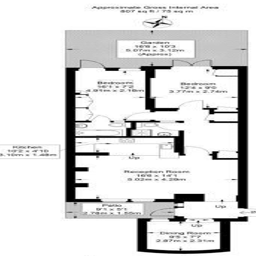 Approximate Gross Internal Area
807 sq ft / 75 sq m
Garden
16'8 x 10'3
5.07m x 3.12m
(Approx)
Bedroom
16'1 x 7'2
4.91m x 2.18m
Bedroom
12'4 x 9'0
3.77m x 2.74m
Kitchen
10'2 x 4'10
3.10m x 1.48m
Up
Reception Room
16'6 x 14'1
5.02m x 4.29m
Patio
9'1 x 5'1
2.78m x 1.55m
Up
Up
Dining Room
9'5 x 7'7
2.87m x 2.31m